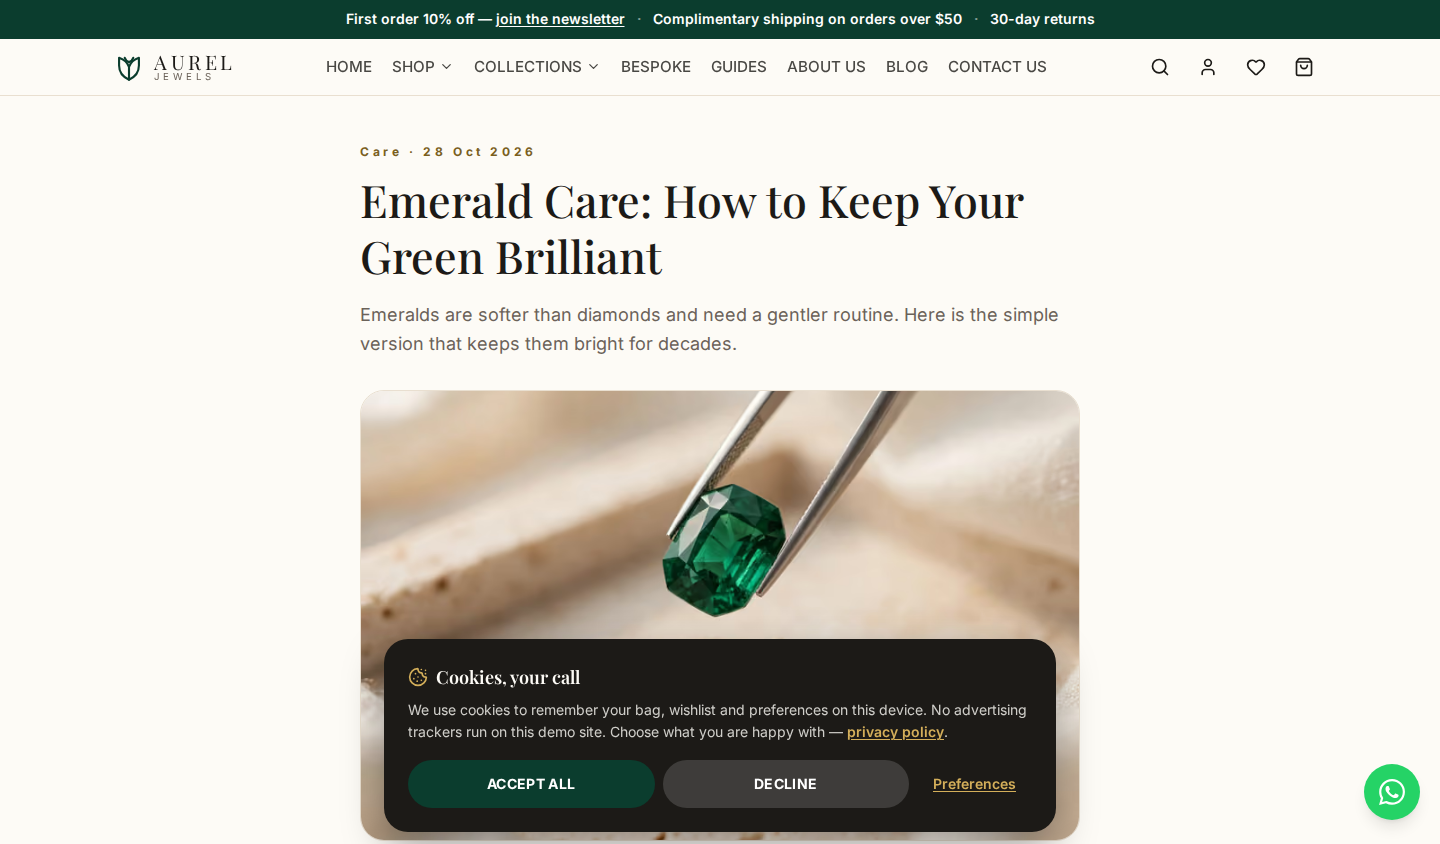 First order 10% off — join the newsletter · Complimentary shipping on orders over $50 · 30-day returns
AUREL
JEWELS
HOME SHOP COLLECTIONS BESPOKE GUIDES ABOUT US BLOG CONTACT US
Care · 28 Oct 2026
Emerald Care: How to Keep Your
Green Brilliant
Emeralds are softer than diamonds and need a gentler routine. Here is the simple
version that keeps them bright for decades.
Cookies, your call
We use cookies to remember your bag, wishlist and preferences on this device. No advertising
trackers run on this demo site. Choose what you are happy with — privacy policy.
ACCEPT ALL DECLINE Preferences